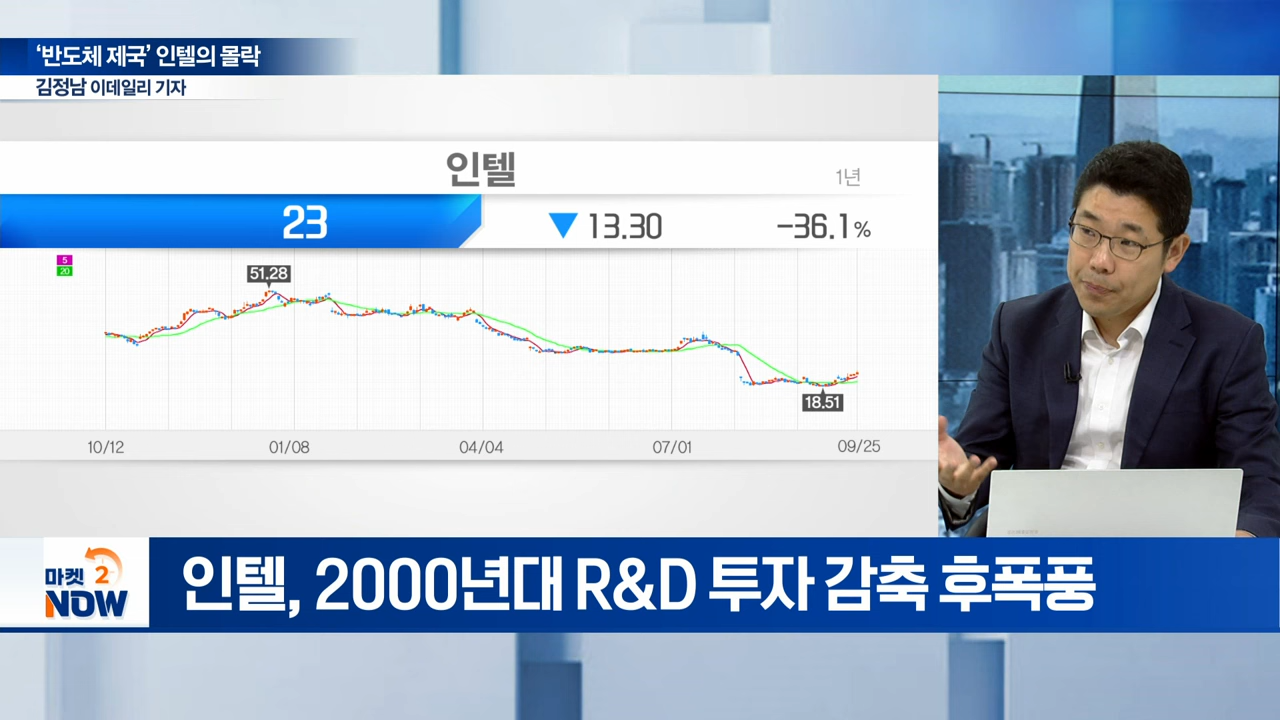 ‘반도체 제국’ 인텔의 몰락
김정남 이데일리 기자
인텔
1년
23
▼ 13.30
-36.1%
5
20
51.28
18.51
10/12
01/08
04/04
07/01
09/25
마켓 2
NOW
인텔, 2000년대 R&D 투자 감축 후폭풍